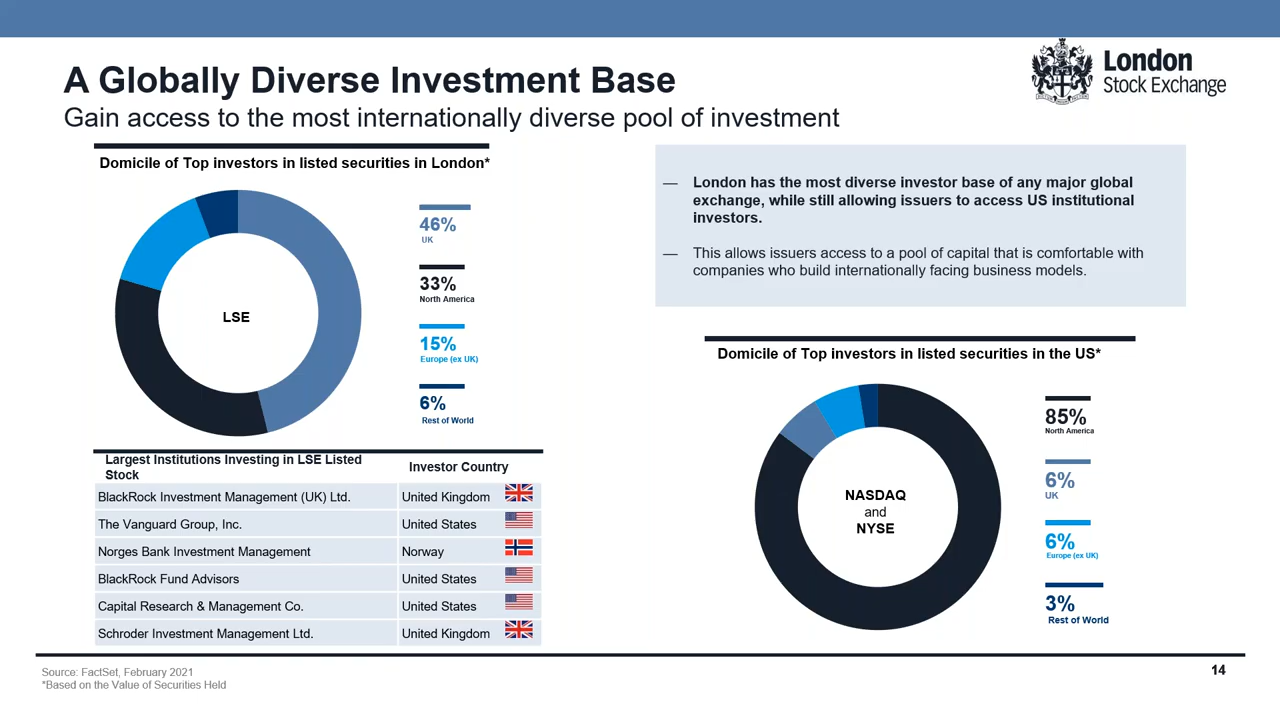 London
Stock Exchange
A Globally Diverse Investment Base
Gain access to the most internationally diverse pool of investment
Domicile of Top investors in listed securities in London*
LSE
46%
UK
33%
North America
15%
Europe (ex UK)
6%
Rest of World
Largest Institutions Investing in LSE Listed
Stock
Investor Country
BlackRock Investment Management (UK) Ltd. United Kingdom
The Vanguard Group, Inc. United States
Norges Bank Investment Management Norway
BlackRock Fund Advisors United States
Capital Research & Management Co. United States
Schroder Investment Management Ltd. United Kingdom
— London has the most diverse investor base of any major global
exchange, while still allowing issuers to access US institutional
investors.
— This allows issuers access to a pool of capital that is comfortable with
companies who build internationally facing business models.
Domicile of Top investors in listed securities in the US*
NASDAQ
and
NYSE
85%
North America
6%
UK
6%
Europe (ex UK)
3%
Rest of World
Source: FactSet, February 2021
*Based on the Value of Securities Held
14